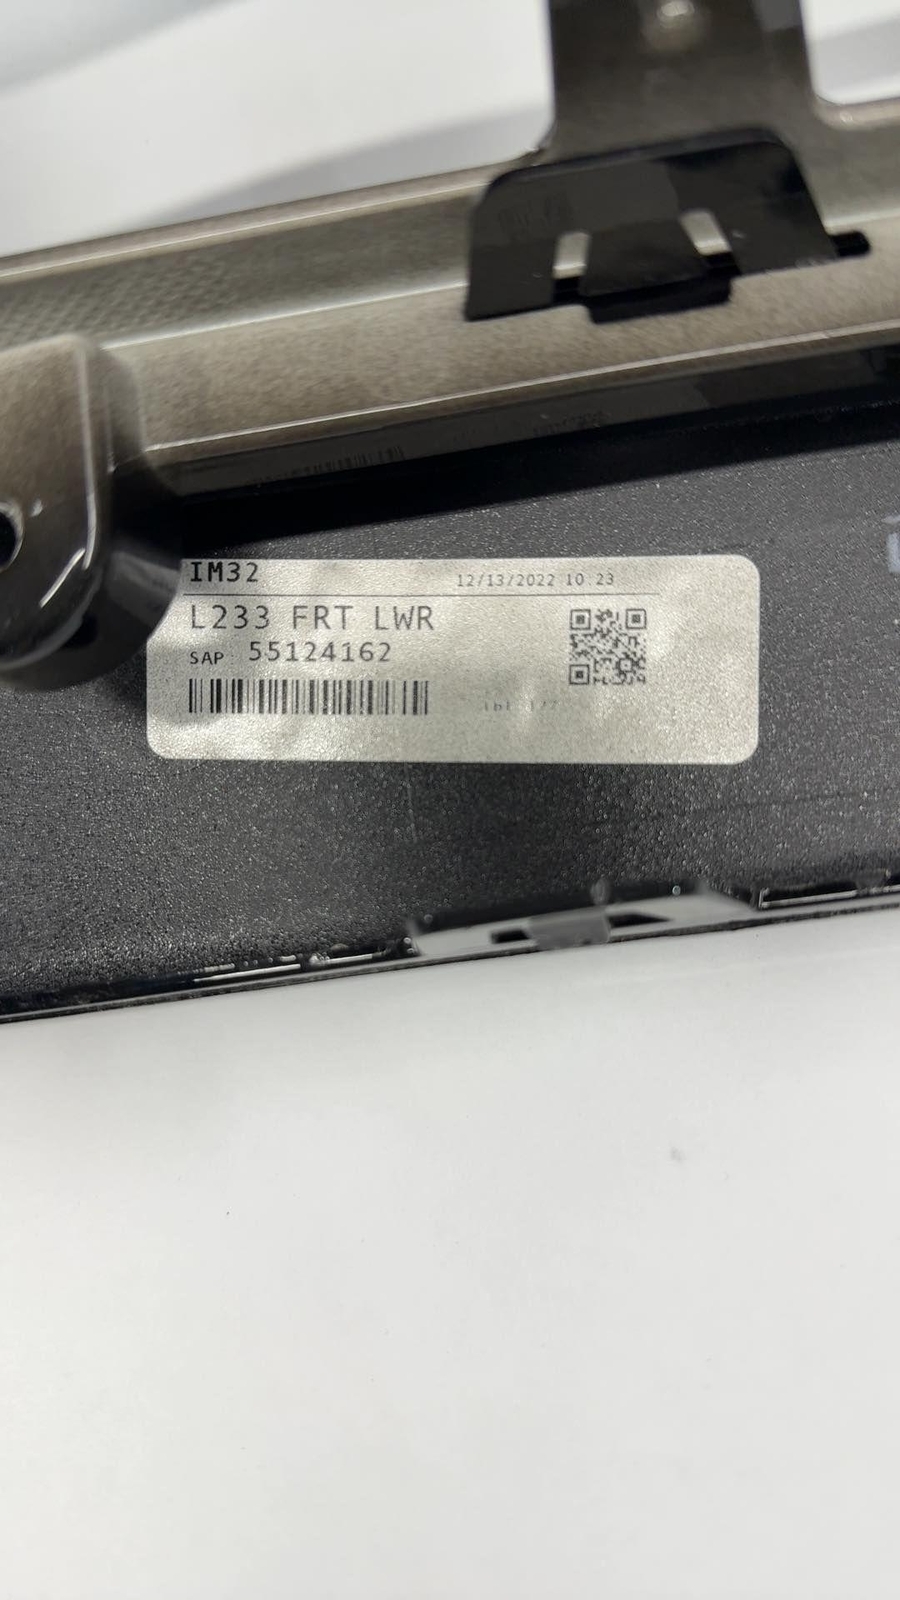 IM32
12/13/2022 10:23
L233 FRT LWR
SAP 55124162